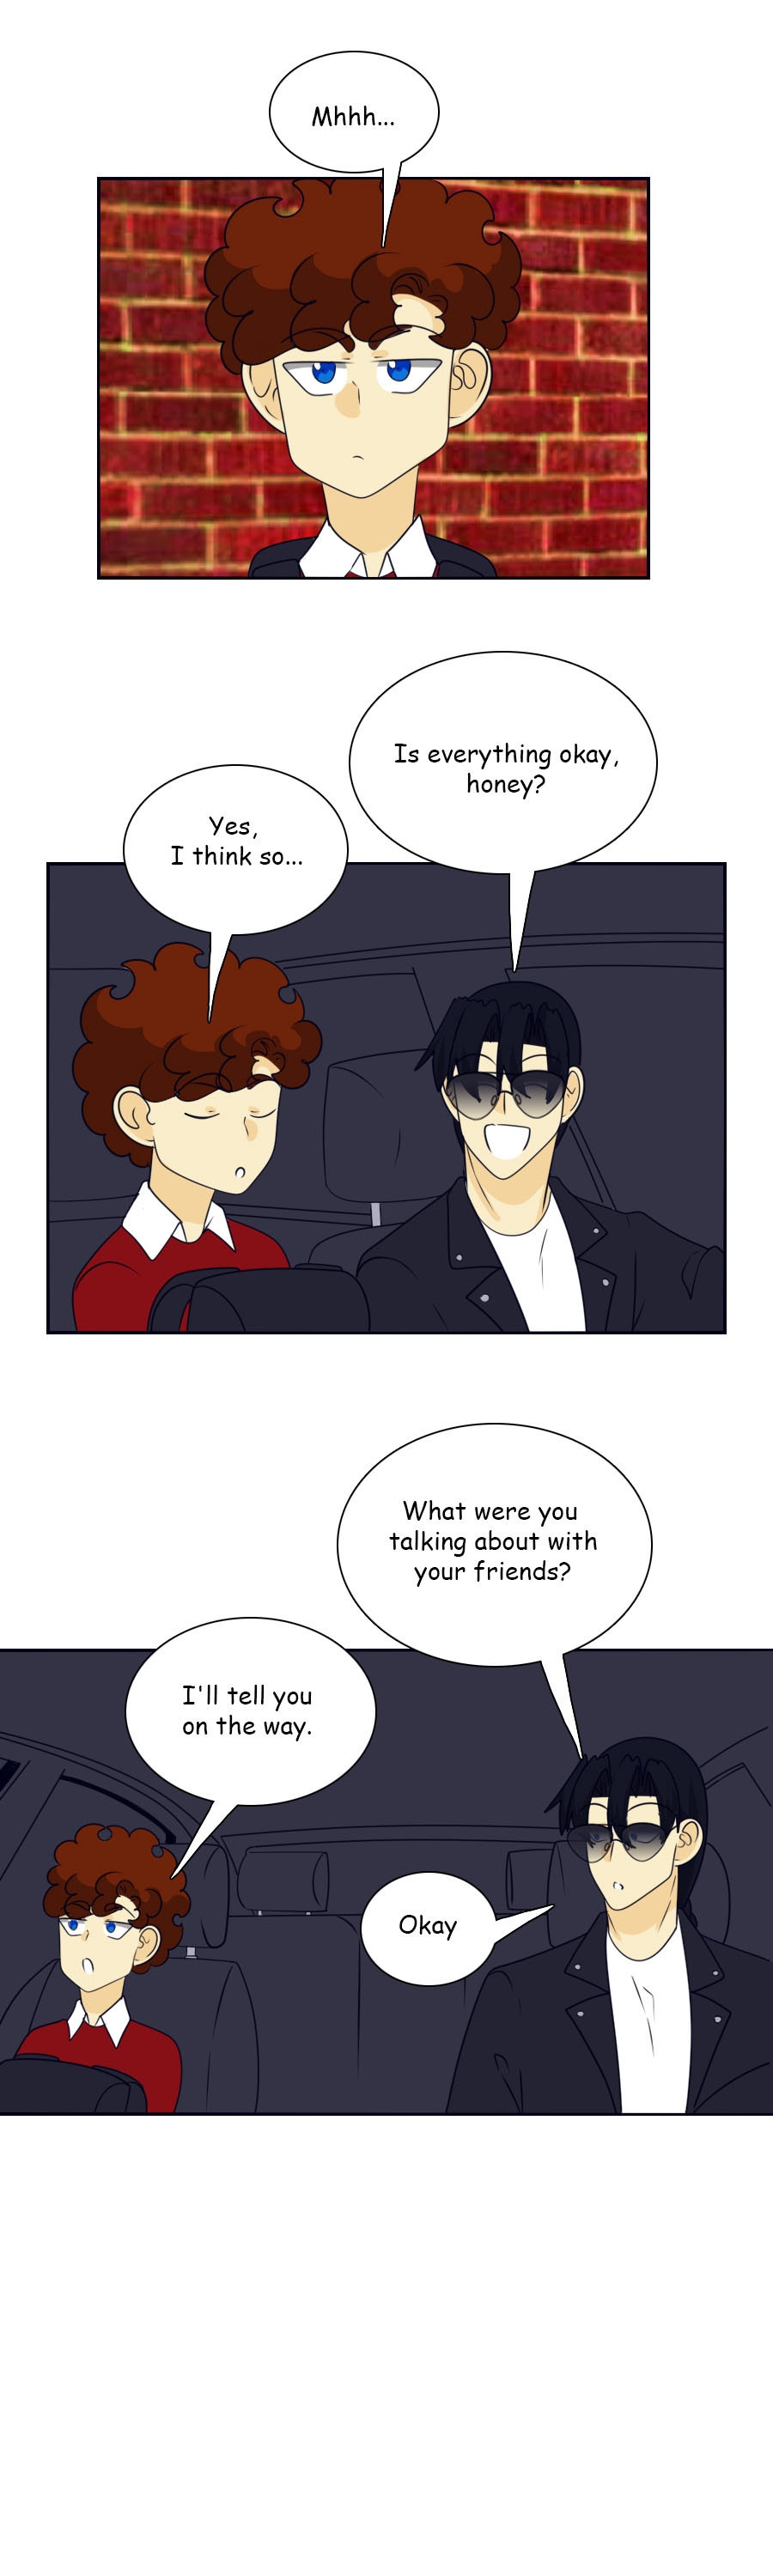 Mhhh...
Is everything okay,
honey?
Yes,
I think so...
What were you
talking about with
your friends?
I'll tell you
on the way.
Okay